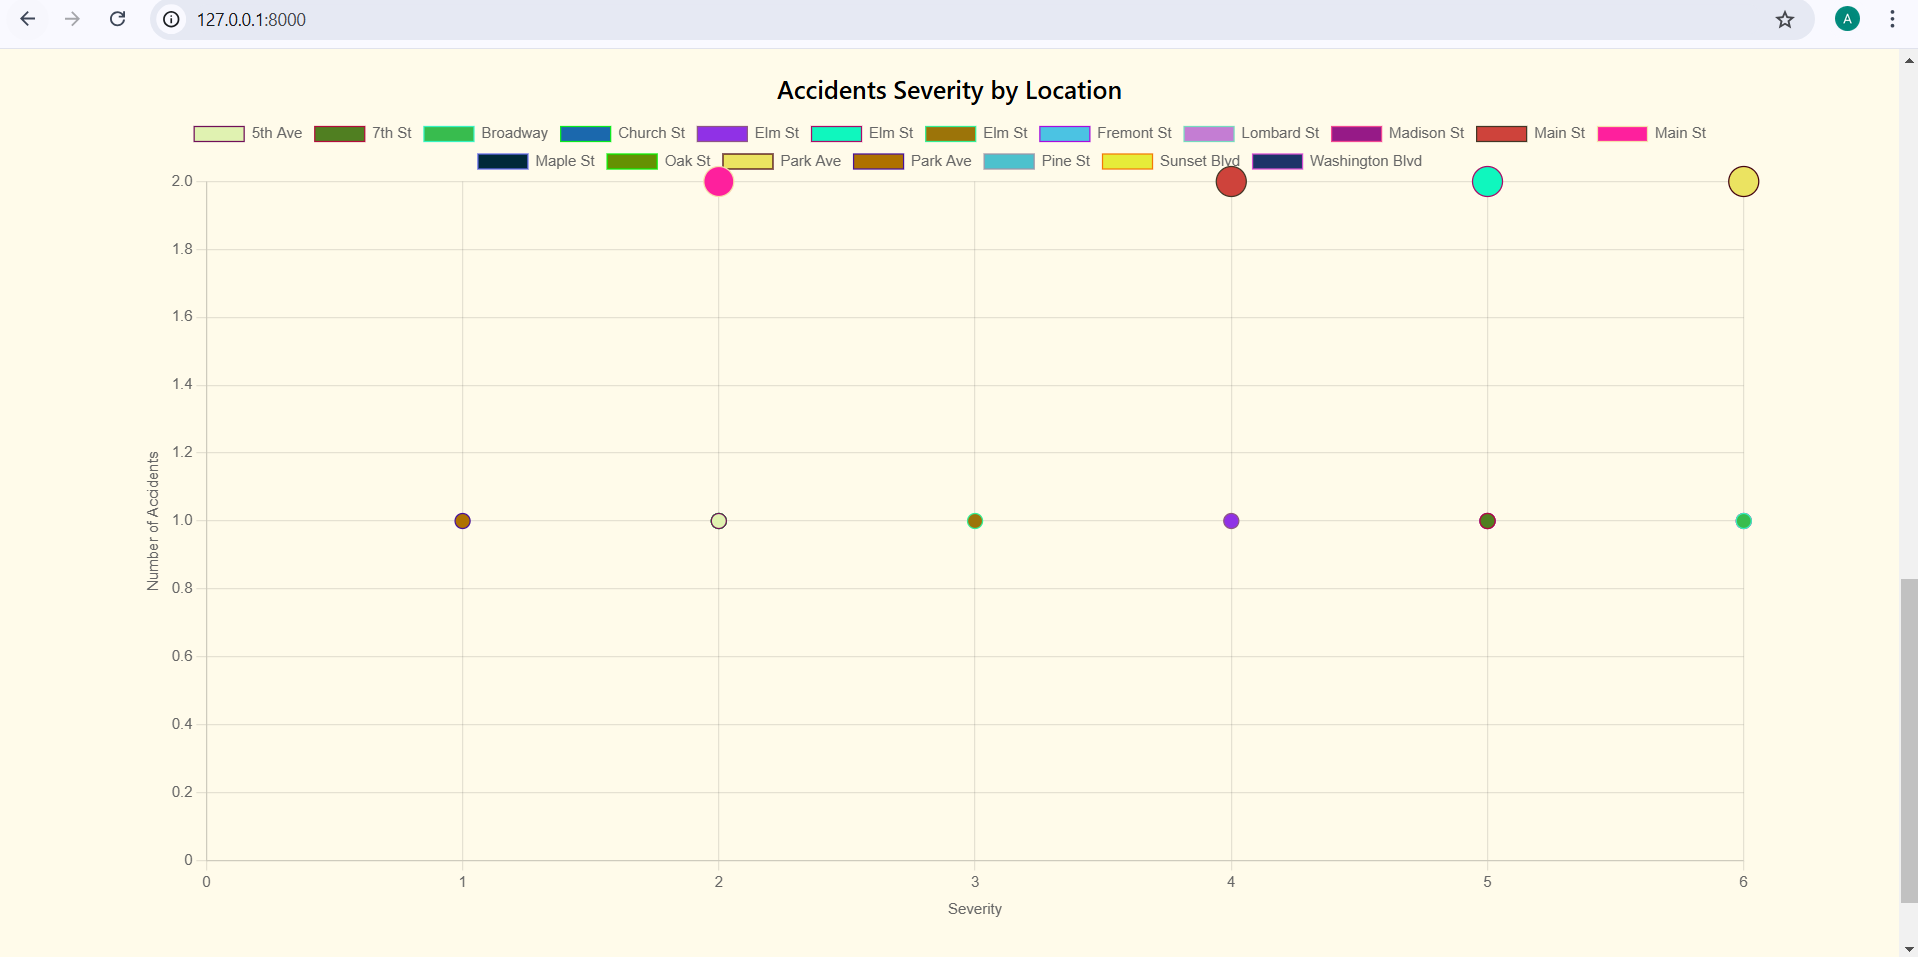 127.0.0.1:8000
A
Accidents Severity by Location
5th Ave 7th St Broadway Church St Elm St Elm St Elm St Fremont St Lombard St Madison St Main St Main St
Maple St Oak St Park Ave Park Ave Pine St Sunset Blvd Washington Blvd
2.0
1.8
1.6
1.4
1.2
1.0
0.8
0.6
0.4
0.2
0
Number of Accidents
0 1 2 3 4 5 6
Severity